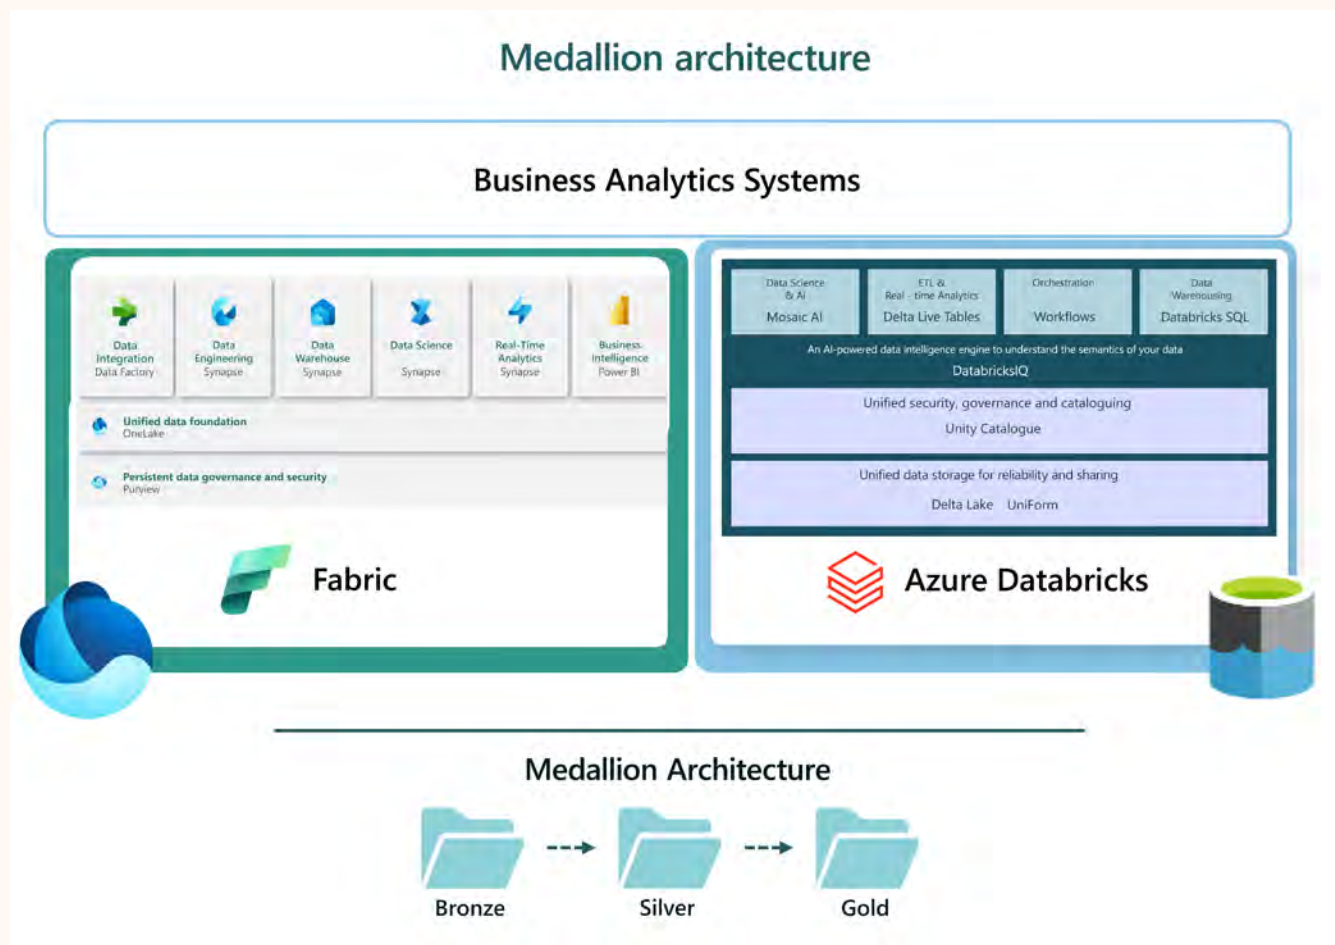 Medallion architecture
Business Analytics Systems
Data
Integration
Data Factory
Data
Engineering
Synapse
Data
Warehouse
Synapse
Data Science
Synapse
Real-Time
Analytics
Synapse
Business
Intelligence
Power BI
Unified data foundation
OneLake
Persistent data governance and security
Purview
Fabric
Data Science
& AI
Mosaic AI
ETL &
Real - time Analytics
Delta Live Tables
Orchestration
Workflows
Data
Warehousing
Databricks SQL
An AI-powered data intelligence engine to understand the semantics of your data
DatabricksIQ
Unified security, governance and cataloguing
Unity Catalogue
Unified data storage for reliability and sharing
Delta Lake UniForm
Azure Databricks
Medallion Architecture
Bronze
Silver
Gold